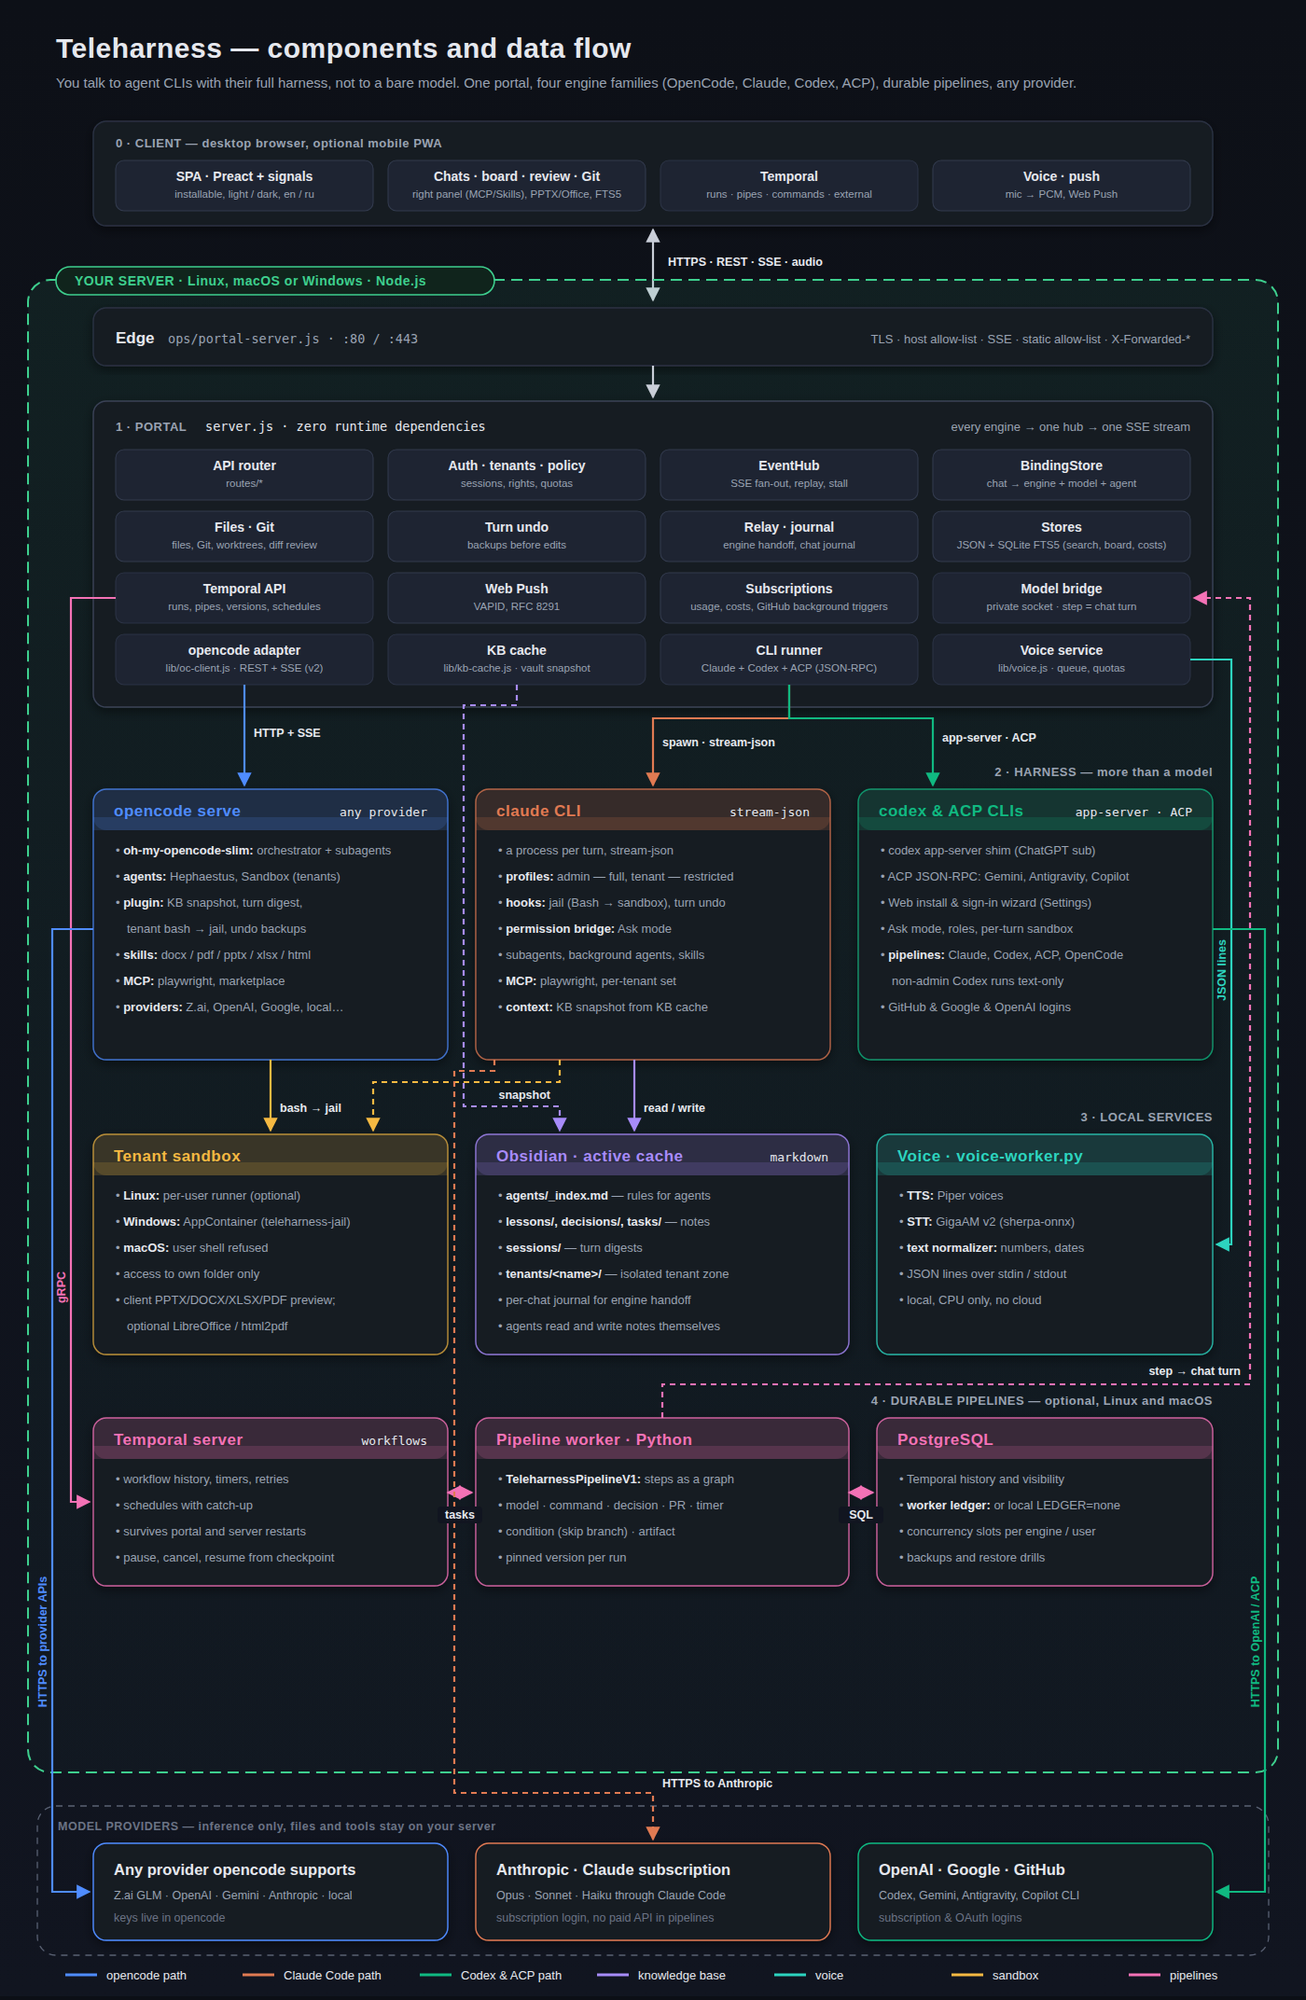 Teleharness — components and data flow
You talk to agent CLIs with their full harness, not to a bare model. One portal, four engine families (OpenCode, Claude, Codex, ACP), durable pipelines, any provider.
0 · CLIENT — desktop browser, optional mobile PWA
SPA · Preact + signals
installable, light / dark, en / ru
Chats · board · review · Git
right panel (MCP/Skills), PPTX/Office, FTS5
Temporal
runs · pipes · commands · external
Voice · push
mic → PCM, Web Push
HTTPS · REST · SSE · audio
YOUR SERVER · Linux, macOS or Windows · Node.js
Edge ops/portal-server.js · :80 / :443
TLS · host allow-list · SSE · static allow-list · X-Forwarded-*
1 · PORTAL server.js · zero runtime dependencies
every engine → one hub → one SSE stream
API router
routes/*
Auth · tenants · policy
sessions, rights, quotas
EventHub
SSE fan-out, replay, stall
BindingStore
chat → engine + model + agent
Files · Git
files, Git, worktrees, diff review
Turn undo
backups before edits
Relay · journal
engine handoff, chat journal
Stores
JSON + SQLite FTS5 (search, board, costs)
Temporal API
runs, pipes, versions, schedules
Web Push
VAPID, RFC 8291
Subscriptions
usage, costs, GitHub background triggers
Model bridge
private socket · step = chat turn
opencode adapter
lib/oc-client.js · REST + SSE (v2)
KB cache
lib/kb-cache.js · vault snapshot
CLI runner
Claude + Codex + ACP (JSON-RPC)
Voice service
lib/voice.js · queue, quotas
HTTP + SSE
spawn · stream-json
app-server · ACP
2 · HARNESS — more than a model
opencode serve any provider
• oh-my-opencode-slim: orchestrator + subagents
• agents: Hephaestus, Sandbox (tenants)
• plugin: KB snapshot, turn digest,
tenant bash → jail, undo backups
• skills: docx / pdf / pptx / xlsx / html
• MCP: playwright, marketplace
• providers: Z.ai, OpenAI, Google, local…
claude CLI stream-json
• a process per turn, stream-json
• profiles: admin — full, tenant — restricted
• hooks: jail (Bash → sandbox), turn undo
• permission bridge: Ask mode
• subagents, background agents, skills
• MCP: playwright, per-tenant set
• context: KB snapshot from KB cache
codex & ACP CLIs app-server · ACP
• codex app-server shim (ChatGPT sub)
• ACP JSON-RPC: Gemini, Antigravity, Copilot
• Web install & sign-in wizard (Settings)
• Ask mode, roles, per-turn sandbox
• pipelines: Claude, Codex, ACP, OpenCode
non-admin Codex runs text-only
• GitHub & Google & OpenAI logins
JSON lines
bash → jail
snapshot
read / write
3 · LOCAL SERVICES
Tenant sandbox
• Linux: per-user runner (optional)
• Windows: AppContainer (teleharness-jail)
• macOS: user shell refused
• access to own folder only
• client PPTX/DOCX/XLSX/PDF preview;
optional LibreOffice / html2pdf
Obsidian · active cache markdown
• agents/_index.md — rules for agents
• lessons/, decisions/, tasks/ — notes
• sessions/ — turn digests
• tenants/<name>/ — isolated tenant zone
• per-chat journal for engine handoff
• agents read and write notes themselves
Voice · voice-worker.py
• TTS: Piper voices
• STT: GigaAM v2 (sherpa-onnx)
• text normalizer: numbers, dates
• JSON lines over stdin / stdout
• local, CPU only, no cloud
gRPC
step → chat turn
4 · DURABLE PIPELINES — optional, Linux and macOS
Temporal server workflows
• workflow history, timers, retries
• schedules with catch-up
• survives portal and server restarts
• pause, cancel, resume from checkpoint
tasks
Pipeline worker · Python
• TeleharnessPipelineV1: steps as a graph
• model · command · decision · PR · timer
• condition (skip branch) · artifact
• pinned version per run
SQL
PostgreSQL
• Temporal history and visibility
• worker ledger: or local LEDGER=none
• concurrency slots per engine / user
• backups and restore drills
HTTPS to provider APIs
HTTPS to OpenAI / ACP
HTTPS to Anthropic
MODEL PROVIDERS — inference only, files and tools stay on your server
Any provider opencode supports
Z.ai GLM · OpenAI · Gemini · Anthropic · local
keys live in opencode
Anthropic · Claude subscription
Opus · Sonnet · Haiku through Claude Code
subscription login, no paid API in pipelines
OpenAI · Google · GitHub
Codex, Gemini, Antigravity, Copilot CLI
subscription & OAuth logins
opencode path
Claude Code path
Codex & ACP path
knowledge base
voice
sandbox
pipelines